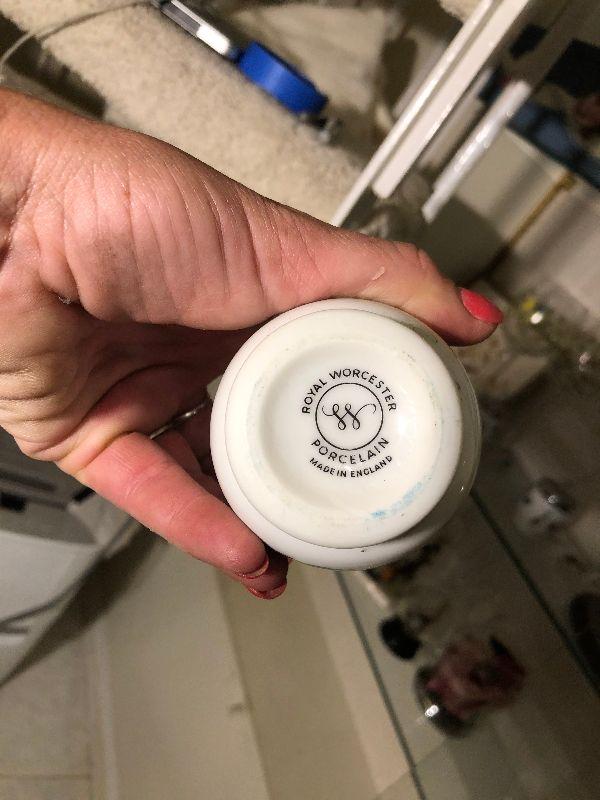 ROYAL WORCESTER
W
PORCELAIN
MADE IN ENGLAND